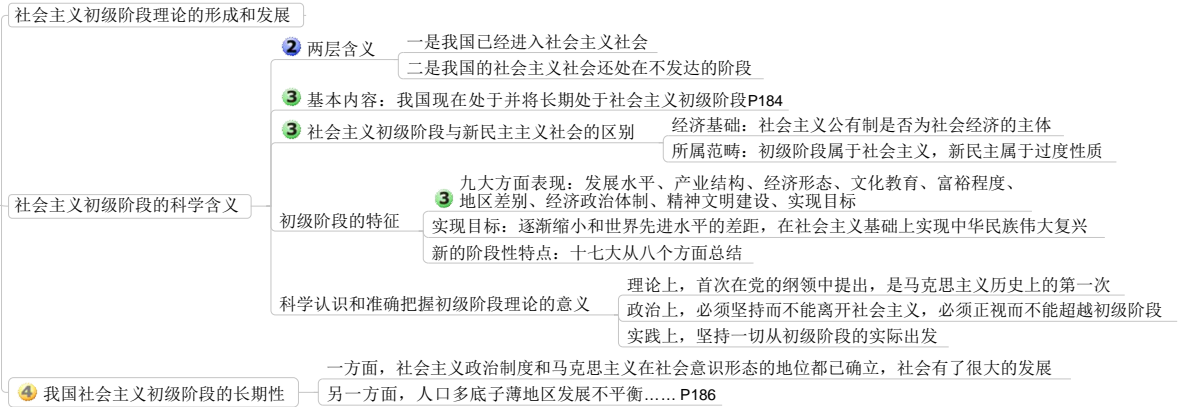 社会主义初级阶段理论的形成和发展
社会主义初级阶段的科学含义
2 两层含义
一是我国已经进入社会主义社会
二是我国的社会主义社会还处在不发达的阶段
3 基本内容：我国现在处于并将长期处于社会主义初级阶段P184
3 社会主义初级阶段与新民主主义社会的区别
经济基础：社会主义公有制是否为社会经济的主体
所属范畴：初级阶段属于社会主义，新民主属于过度性质
初级阶段的特征
3 九大方面表现：发展水平、产业结构、经济形态、文化教育、富裕程度、
地区差别、经济政治体制、精神文明建设、实现目标
实现目标：逐渐缩小和世界先进水平的差距，在社会主义基础上实现中华民族伟大复兴
新的阶段性特点：十七大从八个方面总结
科学认识和准确把握初级阶段理论的意义
理论上，首次在党的纲领中提出，是马克思主义历史上的第一次
政治上，必须坚持而不能离开社会主义，必须正视而不能超越初级阶段
实践上，坚持一切从初级阶段的实际出发
4 我国社会主义初级阶段的长期性
一方面，社会主义政治制度和马克思主义在社会意识形态的地位都已确立，社会有了很大的发展
另一方面，人口多底子薄地区发展不平衡…… P186